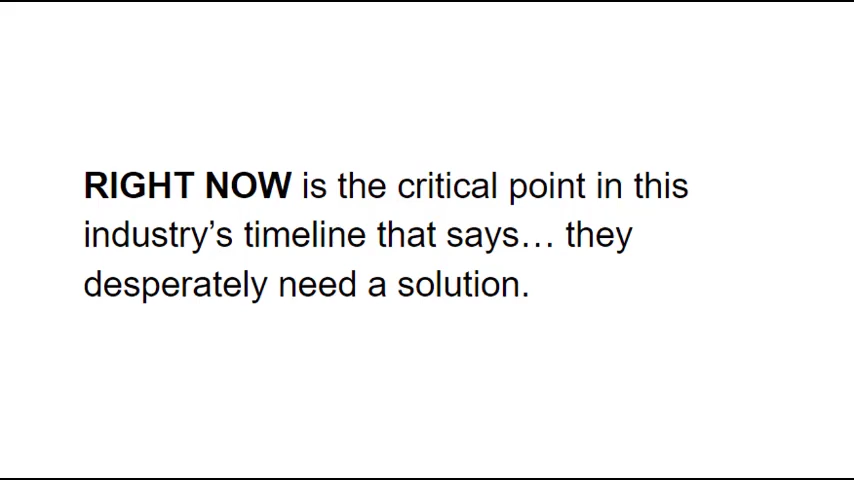 RIGHT NOW is the critical point in this
industry’s timeline that says… they
desperately need a solution.